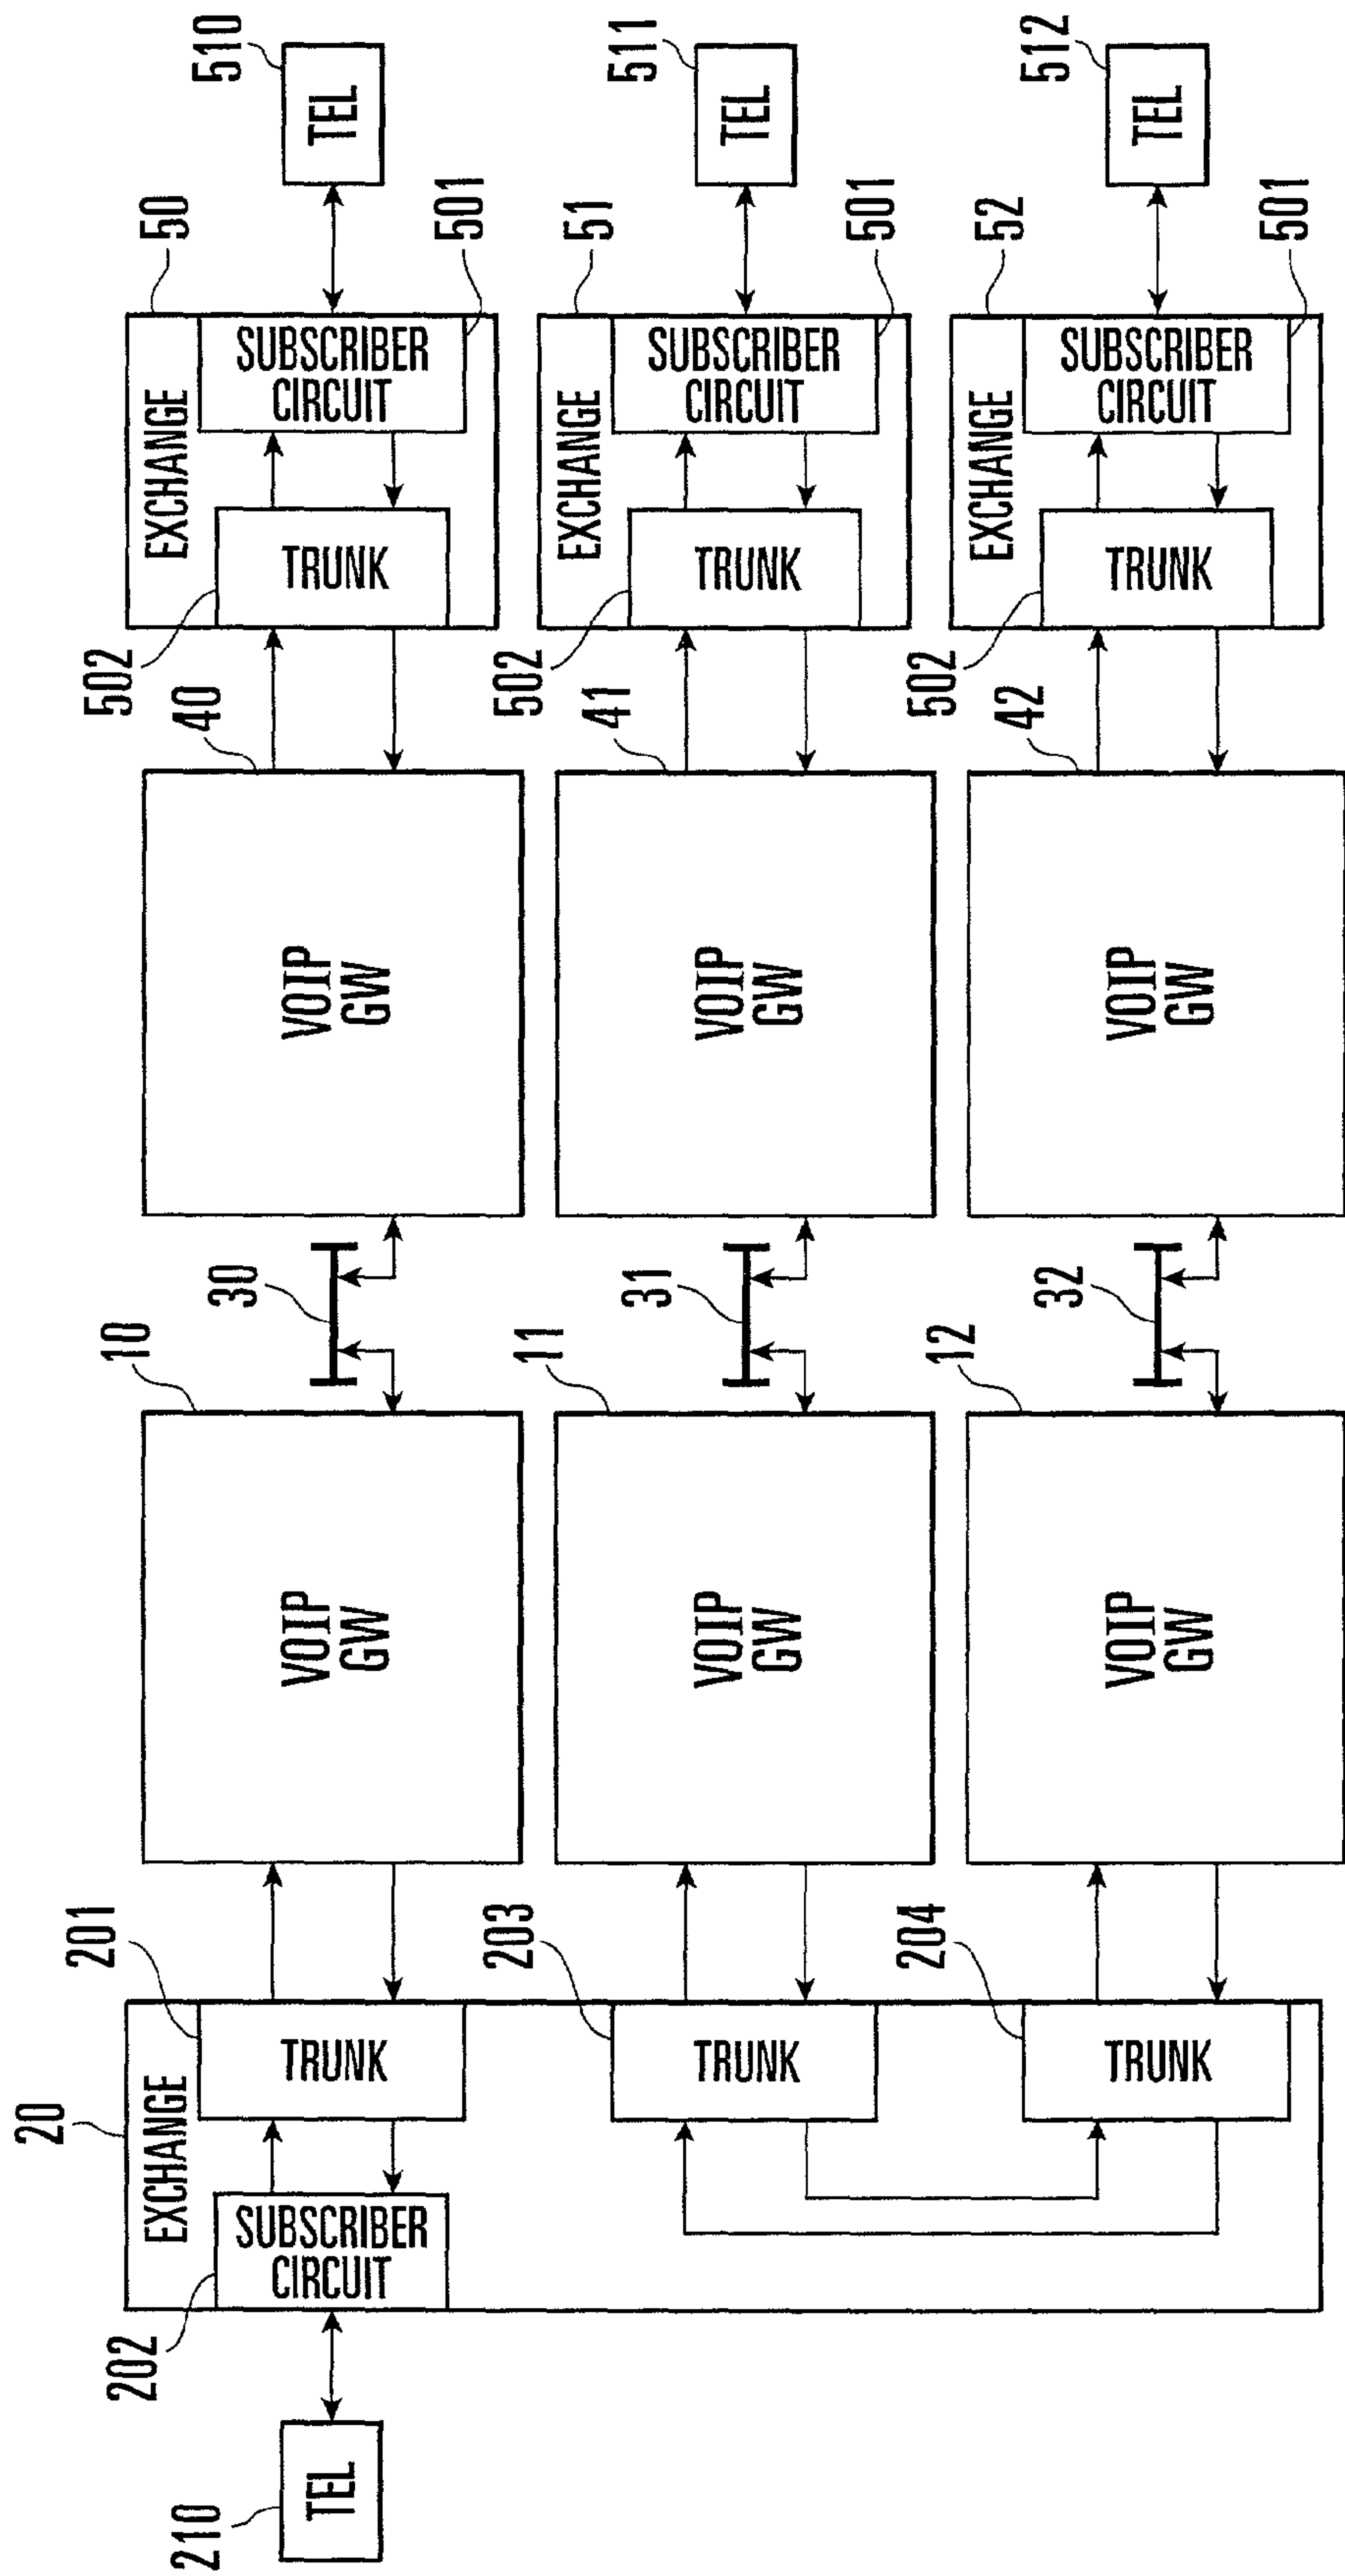 210
TEL
20
EXCHANGE
202
SUBSCRIBER
CIRCUIT
201
TRUNK
203
TRUNK
204
TRUNK
10
VOIP
GW
30
40
VOIP
GW
50
EXCHANGE
502
TRUNK
SUBSCRIBER
CIRCUIT
501
510
TEL
11
VOIP
GW
31
41
VOIP
GW
51
EXCHANGE
502
TRUNK
SUBSCRIBER
CIRCUIT
501
511
TEL
12
VOIP
GW
32
42
VOIP
GW
52
EXCHANGE
502
TRUNK
SUBSCRIBER
CIRCUIT
501
512
TEL